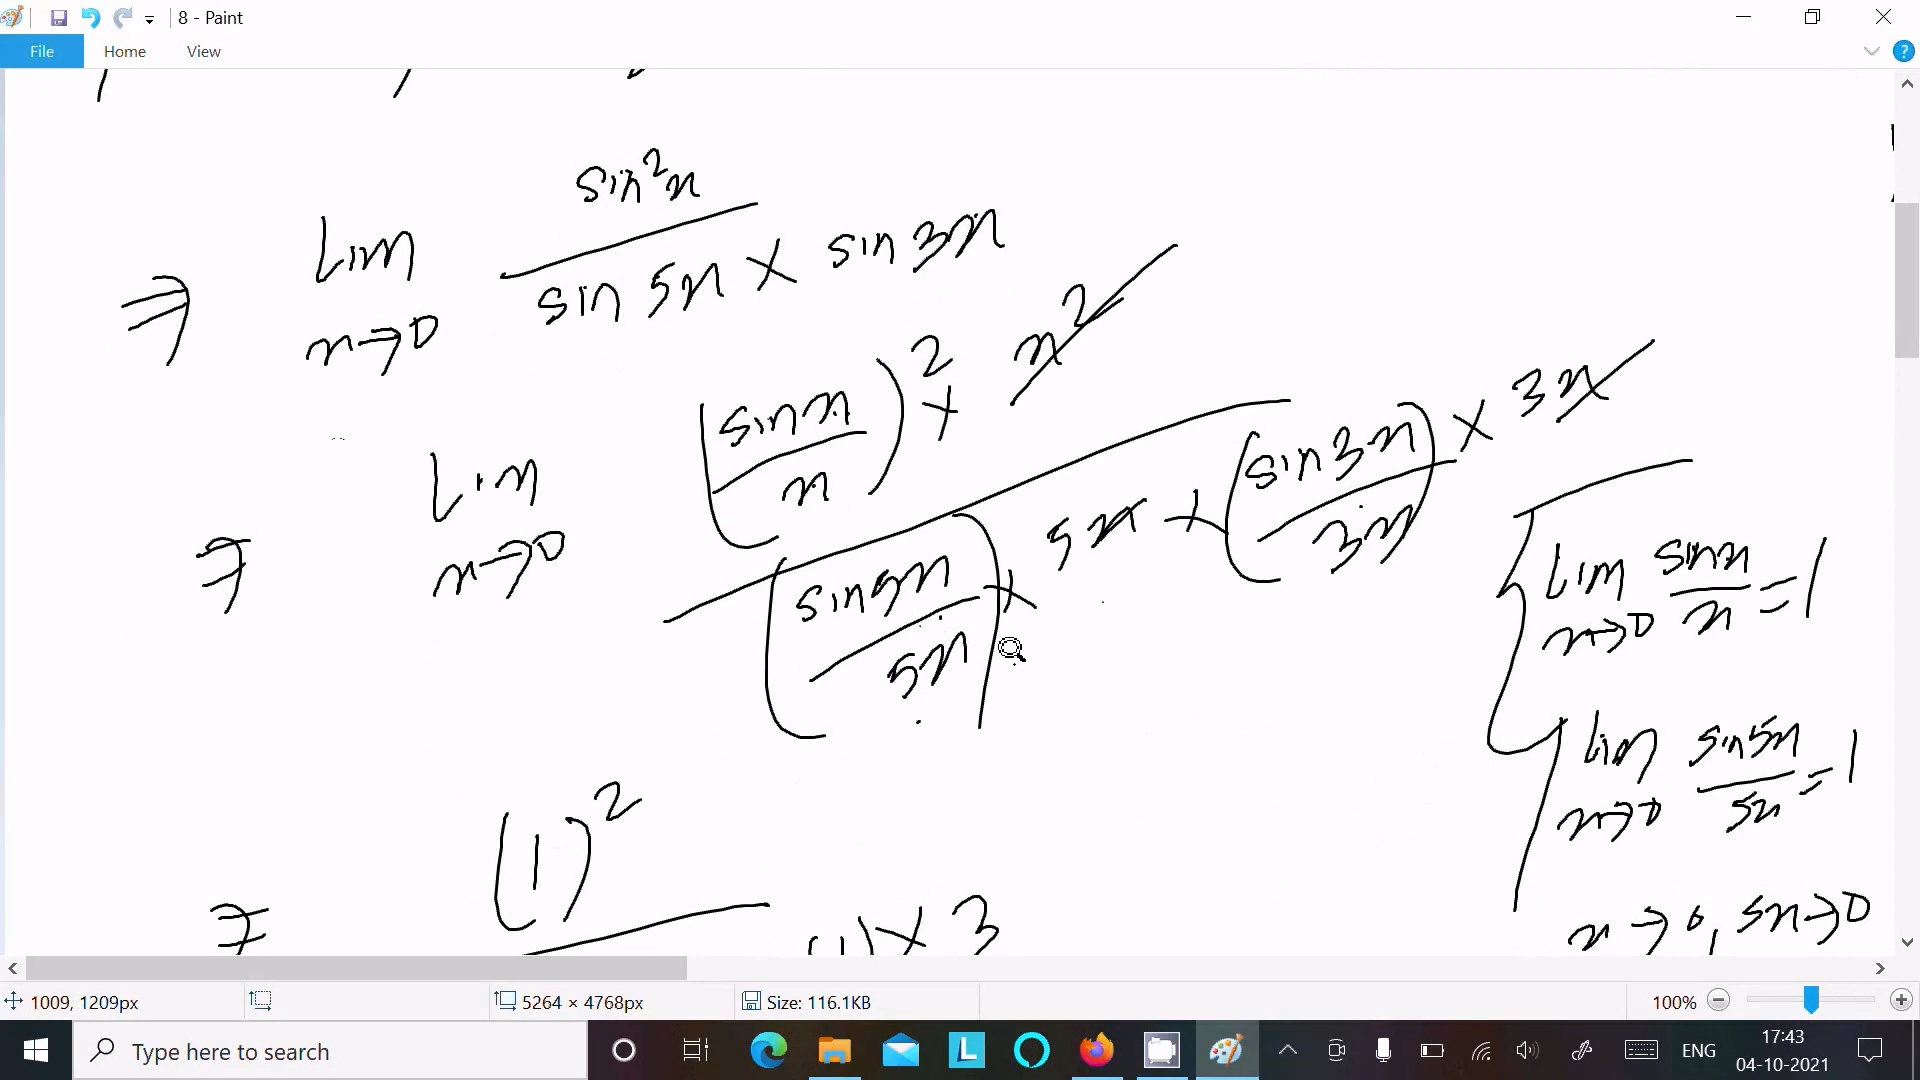 8 - Paint
File Home View
sin²x
⇒ Lim x→0 sin 5x × sin 3x
(sin x / x)² × x²
⇒ Lim x→0 (sin 5x / 5x) × 5x × (sin 3x / 3x) × 3x
Lim x→0 sin x / x = 1
Lim x→0 sin 5x / 5x = 1
x → 0, 5x → 0
(1)²
⇒ (1) × 3
1009, 1209px 5264 × 4768px Size: 116.1KB 100%
Type here to search
L
ENG
17:43
04-10-2021